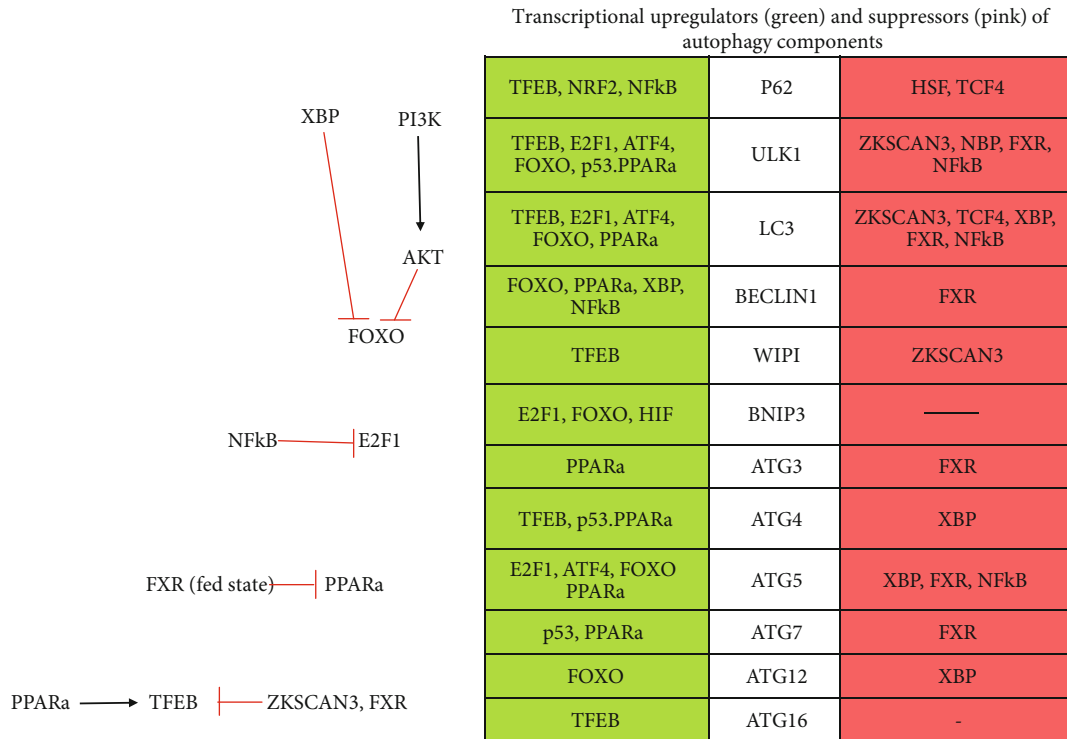 Transcriptional upregulators (green) and suppressors (pink) of
autophagy components
XBP
PI3K
AKT
FOXO
NFkB
E2F1
FXR (fed state)
PPARa
PPARa
TFEB
ZKSCAN3, FXR
TFEB, NRF2, NFkB
P62
HSF, TCF4
TFEB, E2F1, ATF4,
FOXO, p53.PPARa
ULK1
ZKSCAN3, NBP, FXR,
NFkB
TFEB, E2F1, ATF4,
FOXO, PPARa
LC3
ZKSCAN3, TCF4, XBP,
FXR, NFkB
FOXO, PPARa, XBP,
NFkB
BECLIN1
FXR
TFEB
WIPI
ZKSCAN3
E2F1, FOXO, HIF
BNIP3
——
PPARa
ATG3
FXR
TFEB, p53.PPARa
ATG4
XBP
E2F1, ATF4, FOXO
PPARa
ATG5
XBP, FXR, NFkB
p53, PPARa
ATG7
FXR
FOXO
ATG12
XBP
TFEB
ATG16
-